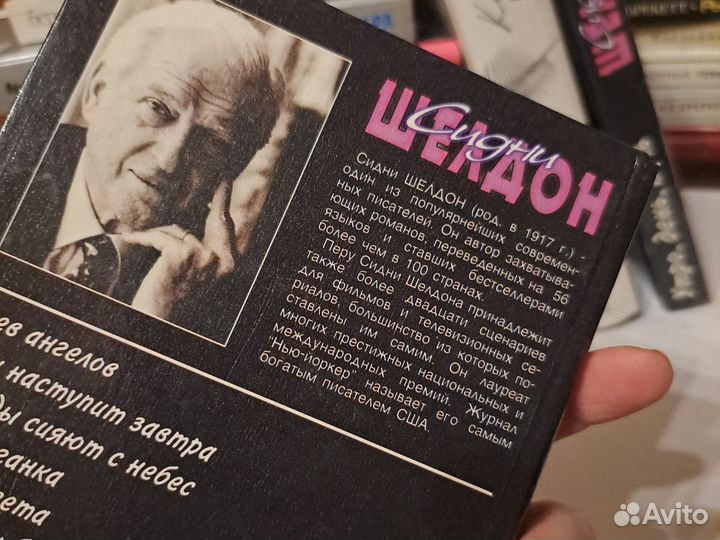 Сидни
ШЕЛДОН
Сидни ШЕЛДОН (род. в 1917 г.) -
один из популярнейших современ-
ных писателей. Он автор захватыва-
ющих романов, переведенных на 56
языков и ставших бестселлерами
более чем в 100 странах.
Перу Сидни Шелдона принадлежит
также более двадцати сценариев
для фильмов и телевизионных се-
риалов, большинство из которых по-
ставлены им самим. Он лауреат
многих престижных национальных и
международных премий. Журнал
"Нью-йоркер" называет его самым
богатым писателем США.
ев ангелов
наступит завтра
ды сияют с небес
ганка
вета
Avito